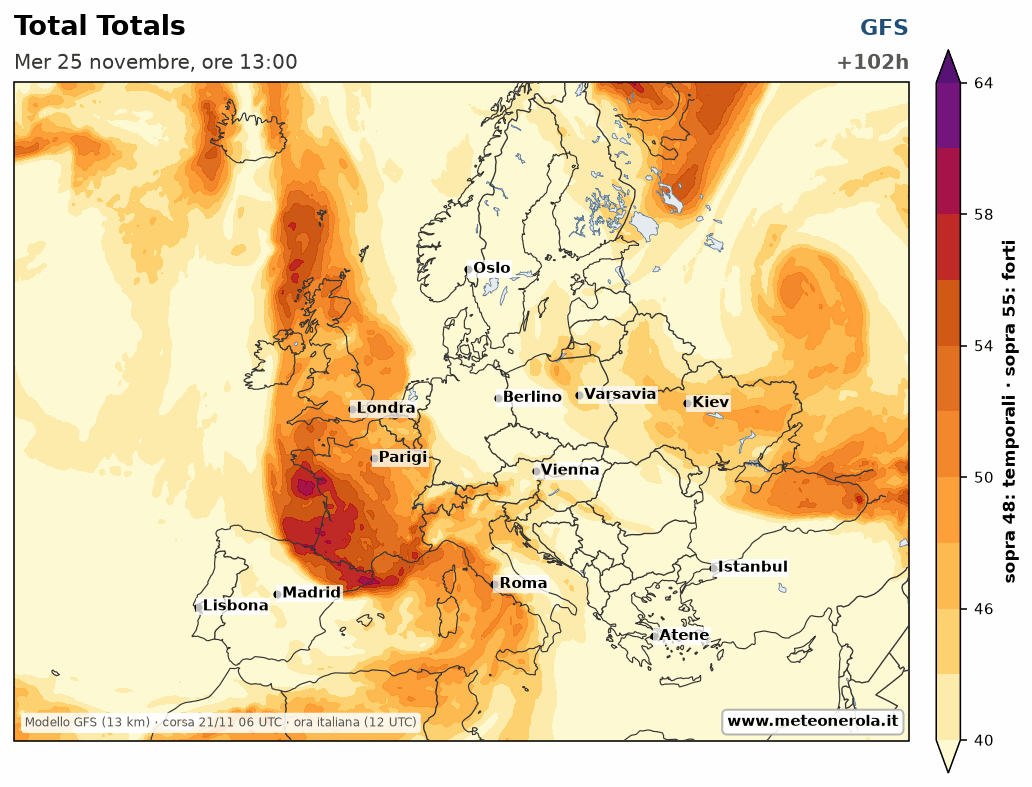 Total Totals
GFS
Mer 25 novembre, ore 13:00
+102h
64
58
54
50
46
40
sopra 48: temporali · sopra 55: forti
Oslo
Berlino
Varsavia
Kiev
Londra
Parigi
Vienna
Istanbul
Roma
Madrid
Lisbona
Atene
Modello GFS (13 km) · corsa 21/11 06 UTC · ora italiana (12 UTC)
www.meteonerola.it